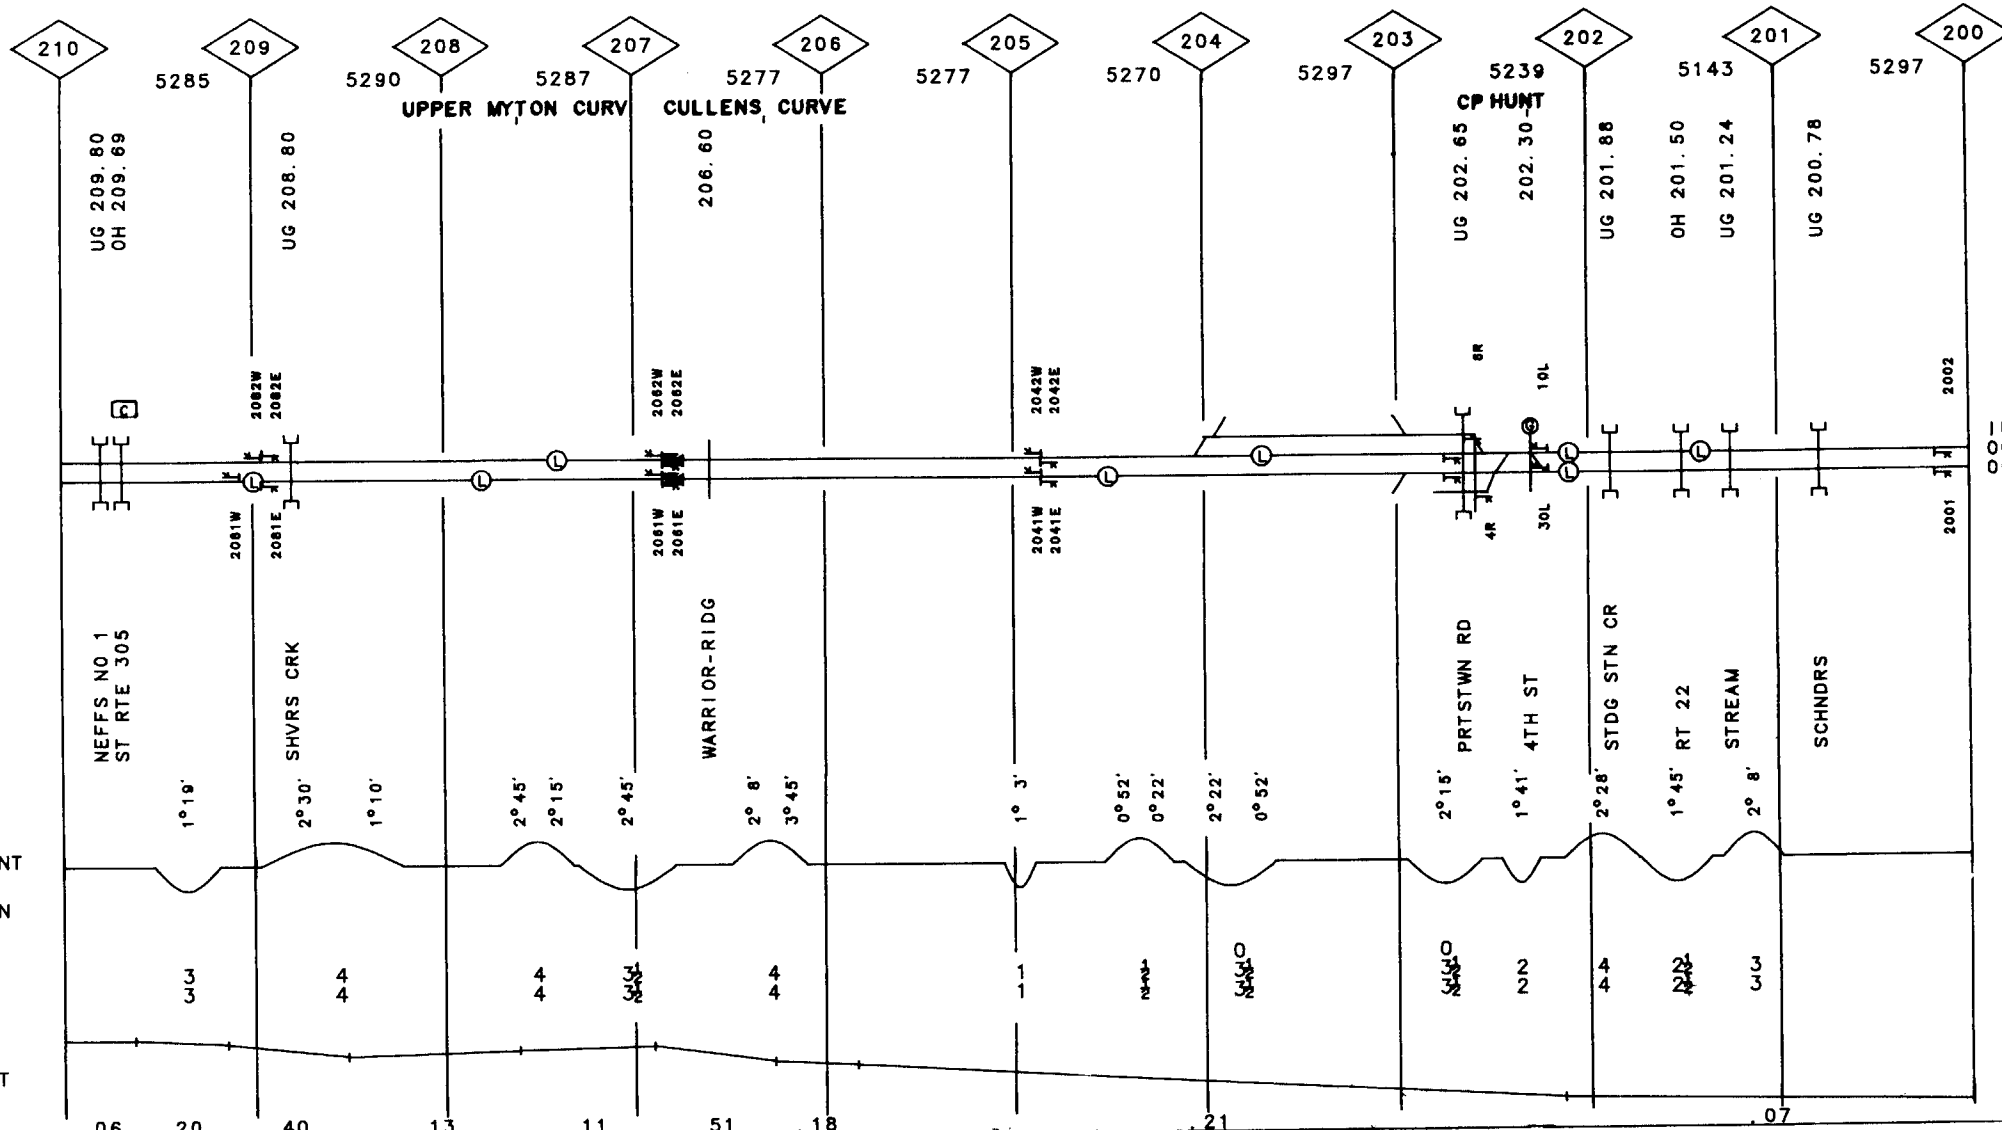 210 209 208 207 206 205 204 203 202 201 200
5285 5290 5287 5277 5277 5270 5297 5239 5143 5297
UPPER MYTON CURV CULLENS CURVE CP HUNT
UG 209.80
OH 209.69
UG 208.80
206.60
UG 202.65
202.30
UG 201.88
OH 201.50
UG 201.24
UG 200.78
2082W
2082E
2062W
2062E
2042W
2042E
8R
10L
2002
C
G
L L L L L
L L L L
2081W
2081E
2061W
2061E
2041W
2041E
4R
30L
2001
NEFFS NO 1
ST RTE 305
SHVRS CRK
WARRIOR-RIDG
PRTSTWN RD
4TH ST
STDG STN CR
RT 22
STREAM
SCHNDRS
1°19' 2°30' 1°10' 2°45' 2°15' 2°45' 2° 8' 3°45' 1° 3' 0°52' 0°22' 2°22' 0°52' 2°15' 1°41' 2°28' 1°45' 2° 8'
NT
N
0 0
3 4 4 4 1 2 4 3
3 4 4 4 1 2 4 3
T
06 20 40 13 11 51 18 21 07